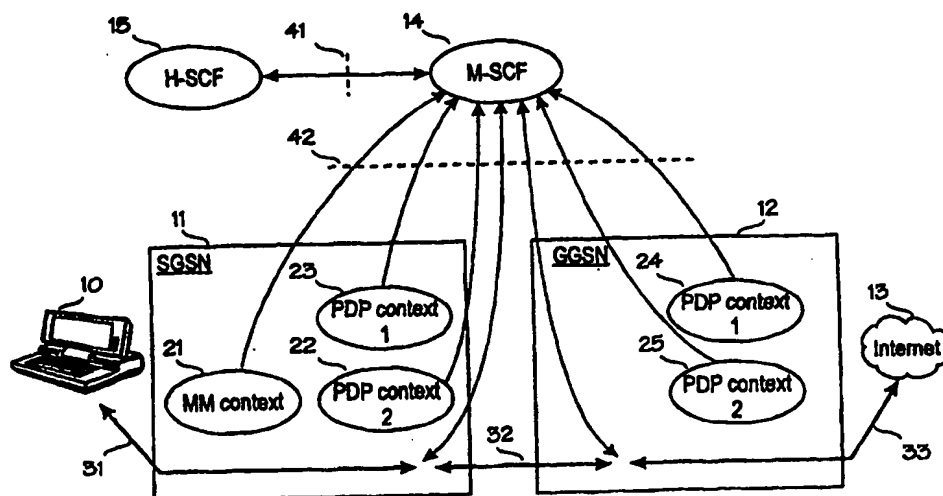 15
41
14
H-SCF
M-SCF
42
11
12
SGSN
GGSN
10
23
24
13
PDP context
1
PDP context
1
Internet
21
22
25
MM context
PDP context
2
PDP context
2
31
32
33